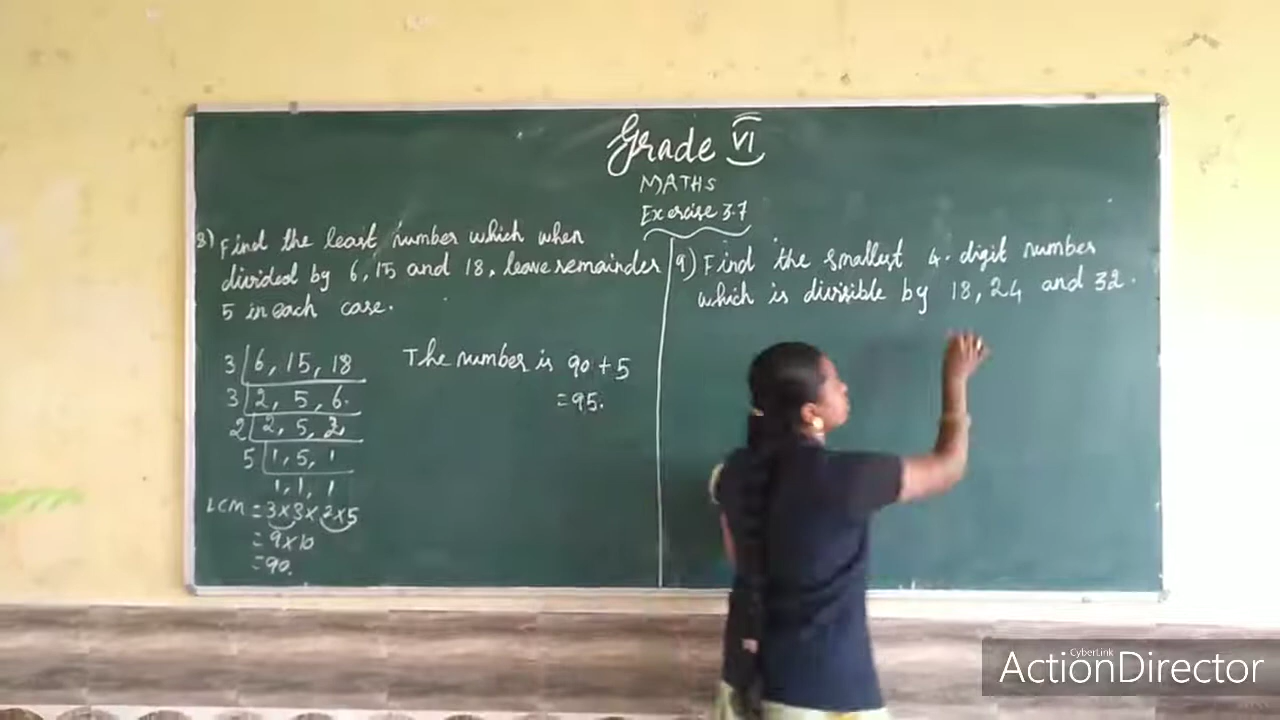 Grade VI
MATHS
Exercise 3.7
8) Find the least number which when
divided by 6, 15 and 18, leave remainder
5 in each case.
3 | 6, 15, 18
3 | 2, 5, 6.
2 | 2, 5, 2
5 | 1, 5, 1
1, 1, 1
LCM = 3×3×2×5
= 9×10
= 90.
The number is 90 + 5
= 95.
9) Find the smallest 4-digit number
which is divisible by 18, 24 and 32.
CyberLink
ActionDirector